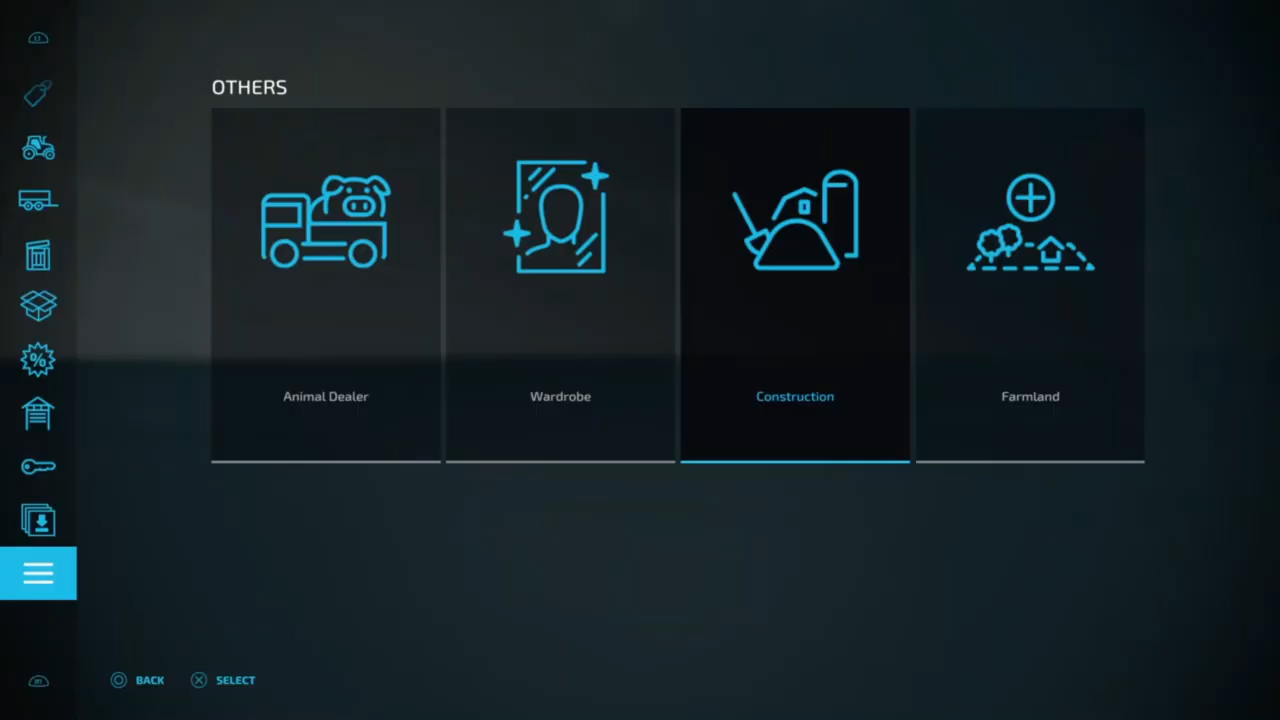 OTHERS
Animal Dealer
Wardrobe
Construction
Farmland
%
BACK
SELECT